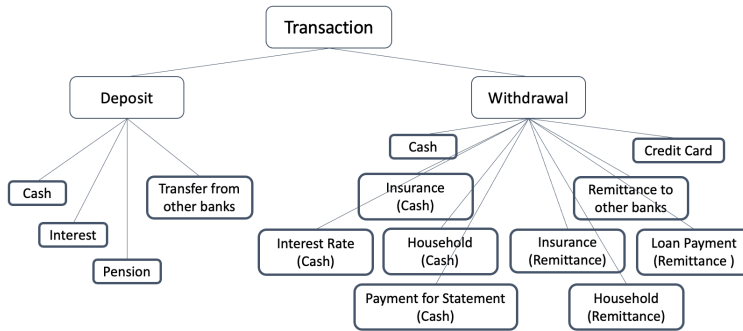 Transaction
Deposit
Withdrawal
Cash
Credit Card
Cash
Transfer from
other banks
Insurance
(Cash)
Remittance to
other banks
Interest
Interest Rate
(Cash)
Household
(Cash)
Insurance
(Remittance)
Loan Payment
(Remittance )
Pension
Payment for Statement
(Cash)
Household
(Remittance)